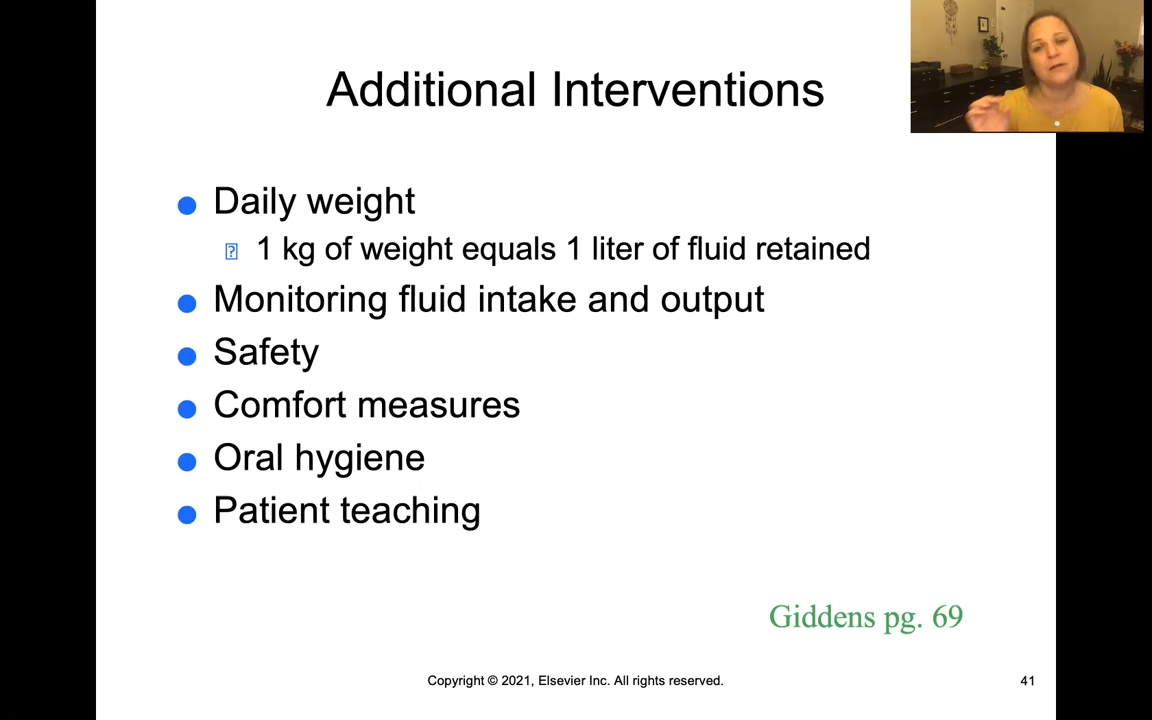 Additional Interventions
Daily weight
1 kg of weight equals 1 liter of fluid retained
Monitoring fluid intake and output
Safety
Comfort measures
Oral hygiene
Patient teaching
Giddens pg. 69
Copyright © 2021, Elsevier Inc. All rights reserved.
41